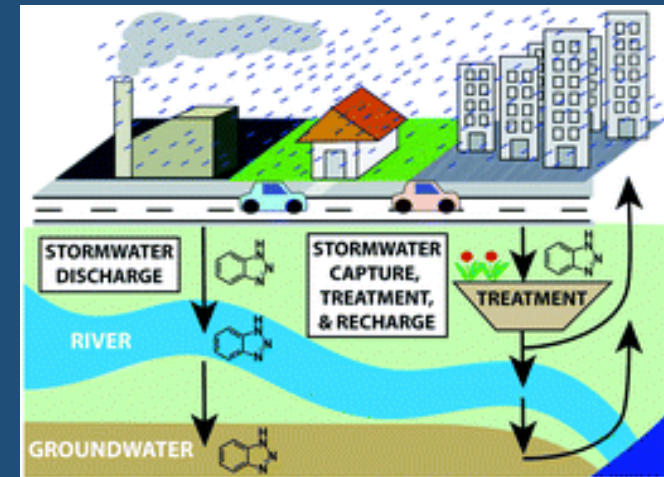 STORMWATER
DISCHARGE
STORMWATER
CAPTURE,
TREATMENT,
& RECHARGE
H
N
N
N
H
N
N
N
TREATMENT
RIVER
H
N
N
N
GROUNDWATER
H
N
N
N